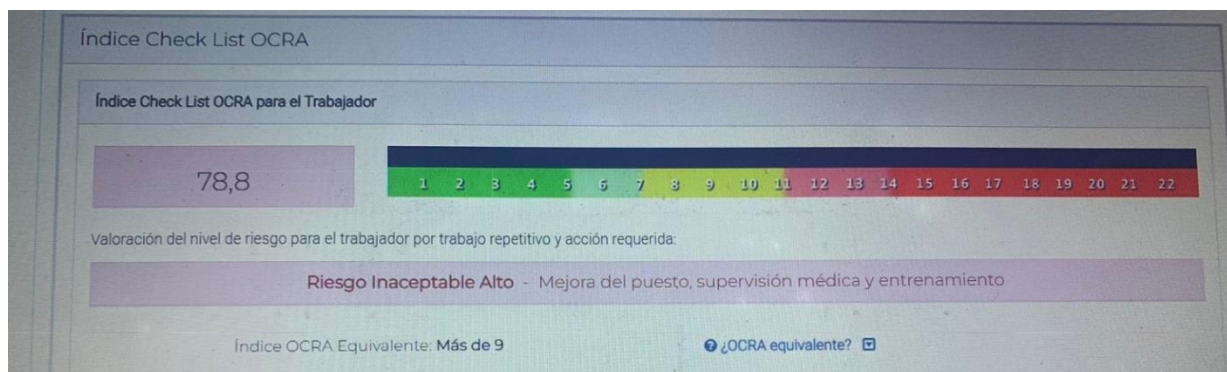 Índice Check List OCRA
Índice Check List OCRA para el Trabajador
78,8
1 2 3 4 5 6 7 8 9 10 11 12 13 14 15 16 17 18 19 20 21 22
Valoración del nivel de riesgo para el trabajador por trabajo repetitivo y acción requerida:
Riesgo Inaceptable Alto - Mejora del puesto, supervisión médica y entrenamiento
Índice OCRA Equivalente: Más de 9 ¿OCRA equivalente?